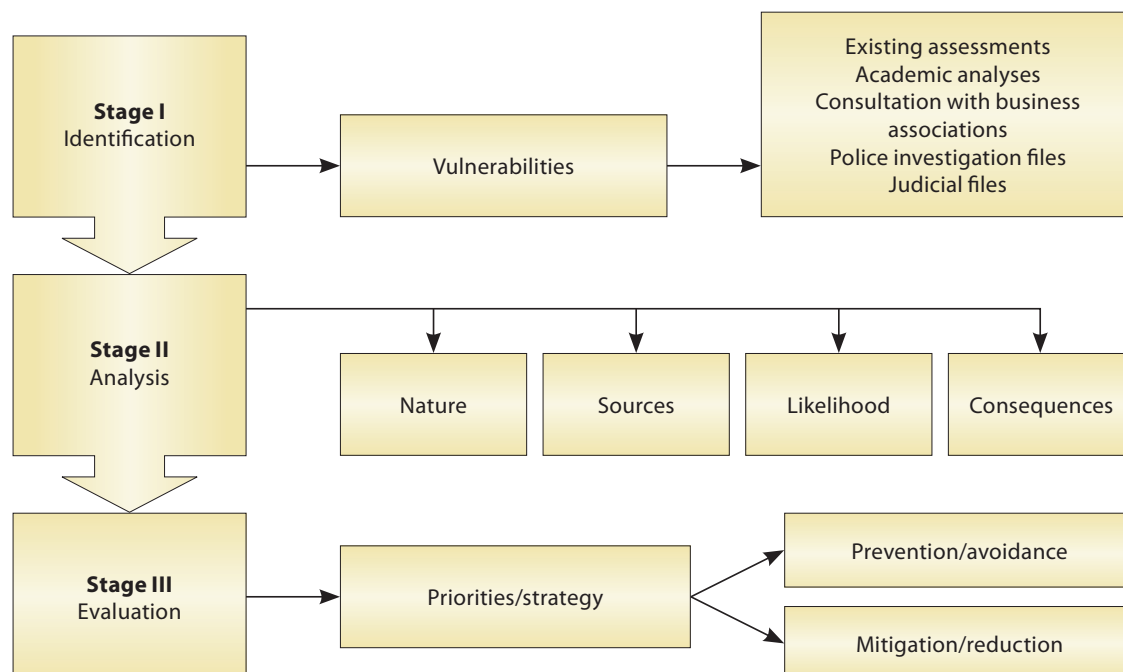 Stage I
Identification
Vulnerabilities
Existing assessments
Academic analyses
Consultation with business
associations
Police investigation files
Judicial files
Stage II
Analysis
Nature
Sources
Likelihood
Consequences
Stage III
Evaluation
Priorities/strategy
Prevention/avoidance
Mitigation/reduction